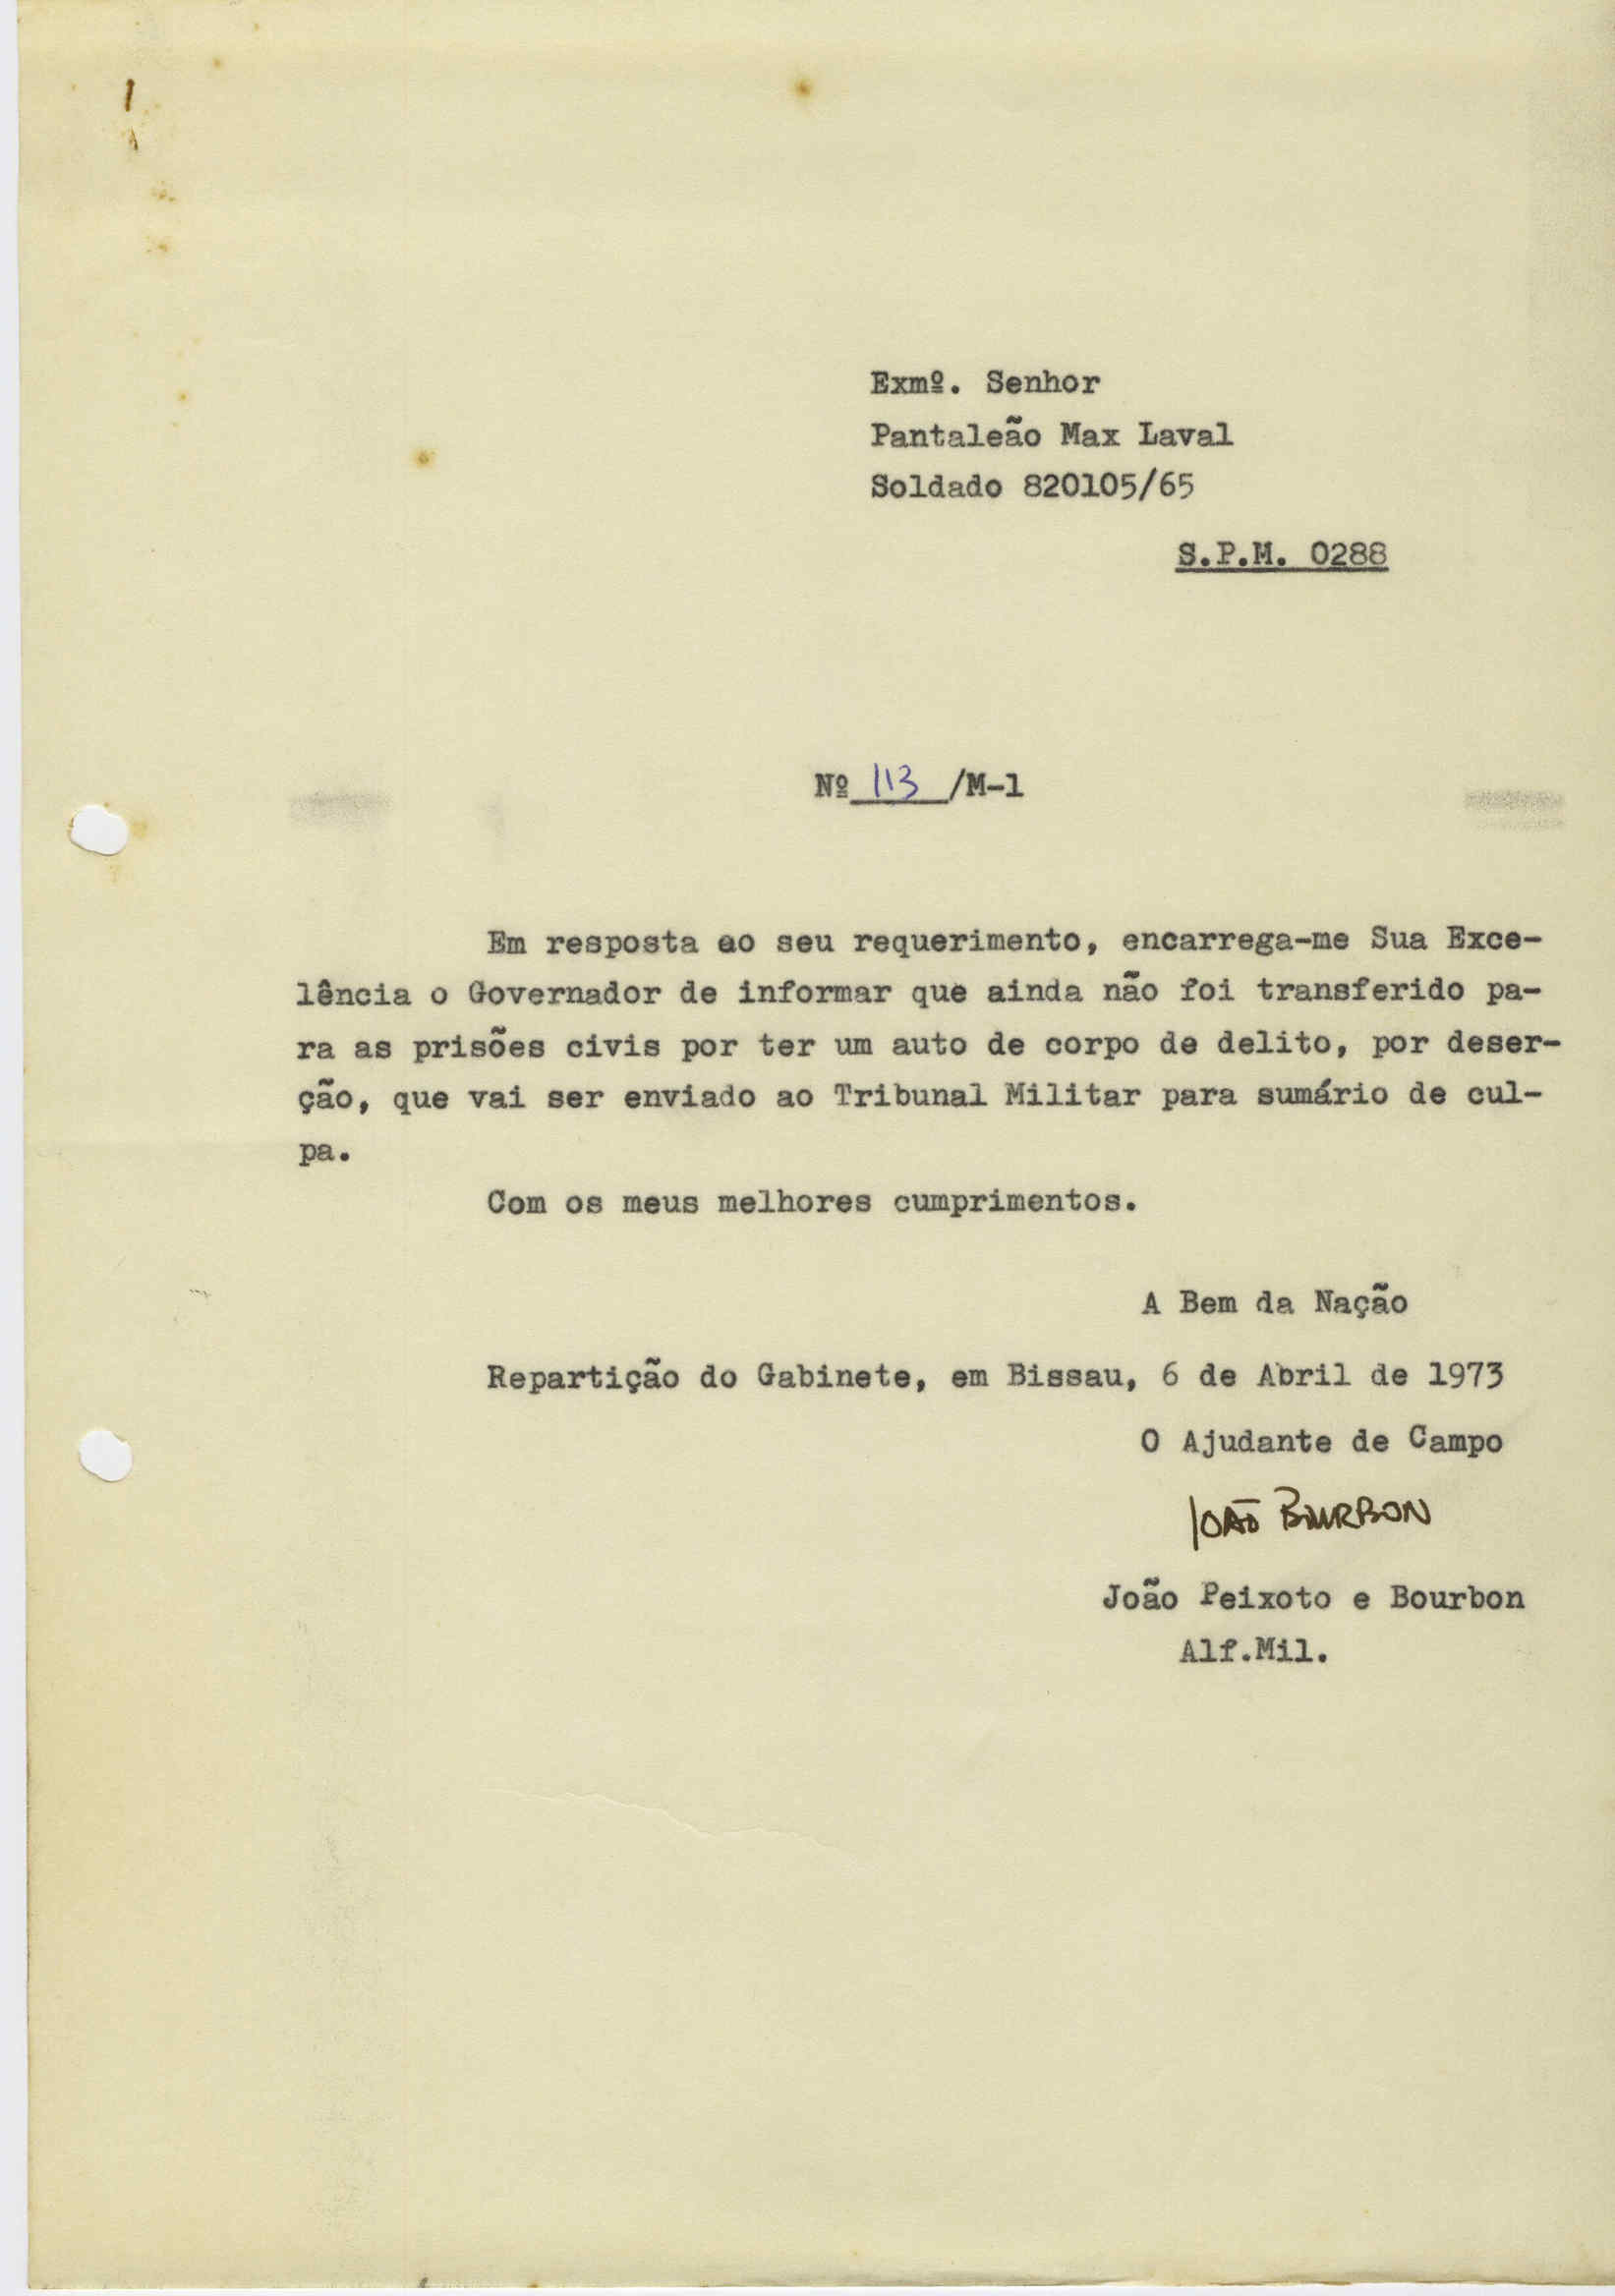 Exmº. Senhor
Pantaleão Max Laval
Soldado 820105/65
S.P.M. 0288
Nº 113 /M-1
Em resposta ao seu requerimento, encarrega-me Sua Exce-
lência o Governador de informar que ainda não foi transferido pa-
ra as prisões civis por ter um auto de corpo de delito, por deser-
ção, que vai ser enviado ao Tribunal Militar para sumário de cul-
pa.
Com os meus melhores cumprimentos.
A Bem da Nação
Repartição do Gabinete, em Bissau, 6 de Abril de 1973
O Ajudante de Campo
JOÃO BOURBON
João Peixoto e Bourbon
Alf.Mil.